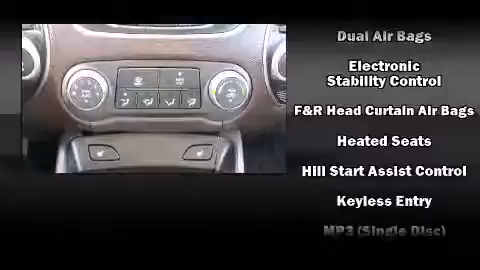 Dual Air Bags
Electronic
Stability Control
F&R Head Curtain Air Bags
Heated Seats
Hill Start Assist Control
Keyless Entry
MP3 (Single Disc)